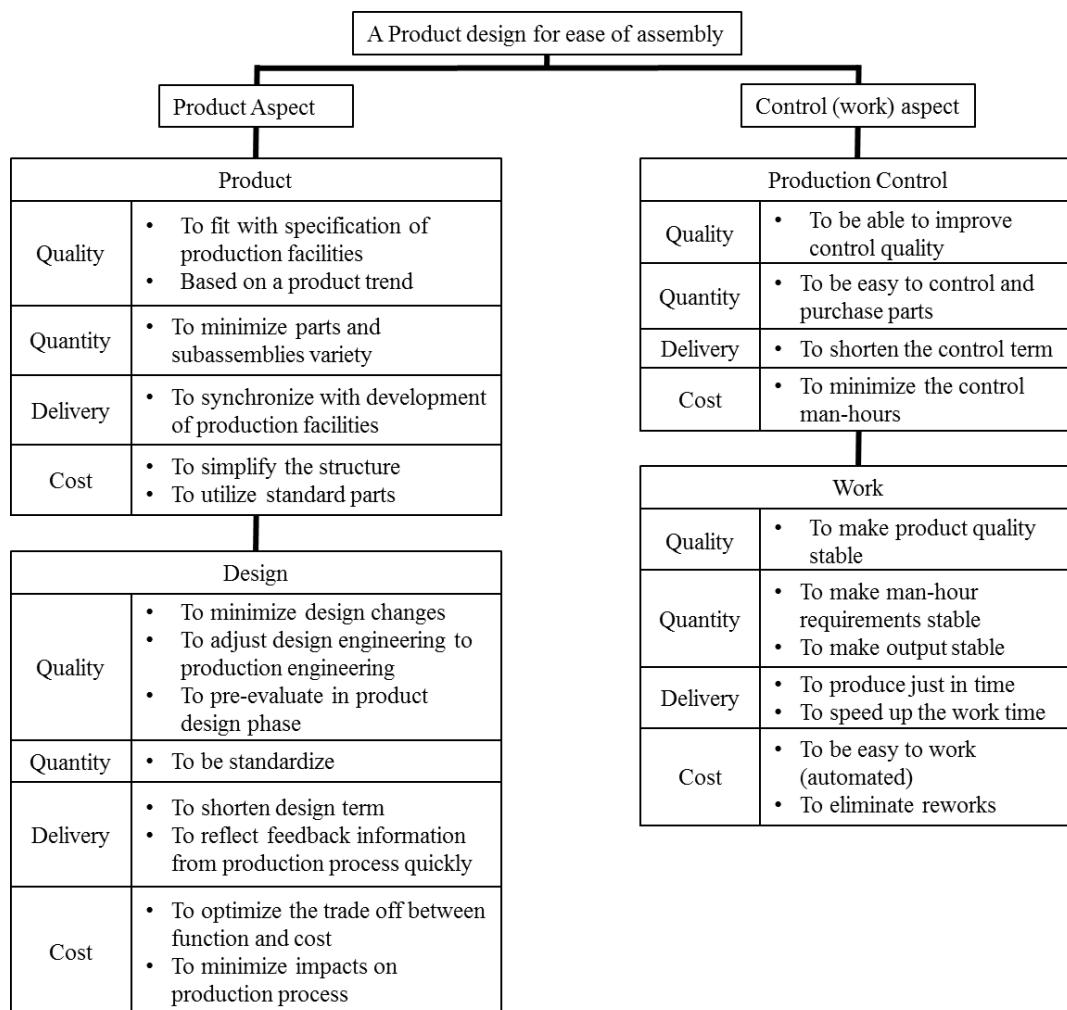 A Product design for ease of assembly
Product Aspect
Control (work) aspect
Product
Quality
• To fit with specification of
production facilities
• Based on a product trend
Quantity
• To minimize parts and
subassemblies variety
Delivery
• To synchronize with development
of production facilities
Cost
• To simplify the structure
• To utilize standard parts
Design
Quality
• To minimize design changes
• To adjust design engineering to
production engineering
• To pre-evaluate in product
design phase
Quantity
• To be standardize
Delivery
• To shorten design term
• To reflect feedback information
from production process quickly
Cost
• To optimize the trade off between
function and cost
• To minimize impacts on
production process
Production Control
Quality
• To be able to improve
control quality
Quantity
• To be easy to control and
purchase parts
Delivery
• To shorten the control term
Cost
• To minimize the control
man-hours
Work
Quality
• To make product quality
stable
Quantity
• To make man-hour
requirements stable
• To make output stable
Delivery
• To produce just in time
• To speed up the work time
Cost
• To be easy to work
(automated)
• To eliminate reworks